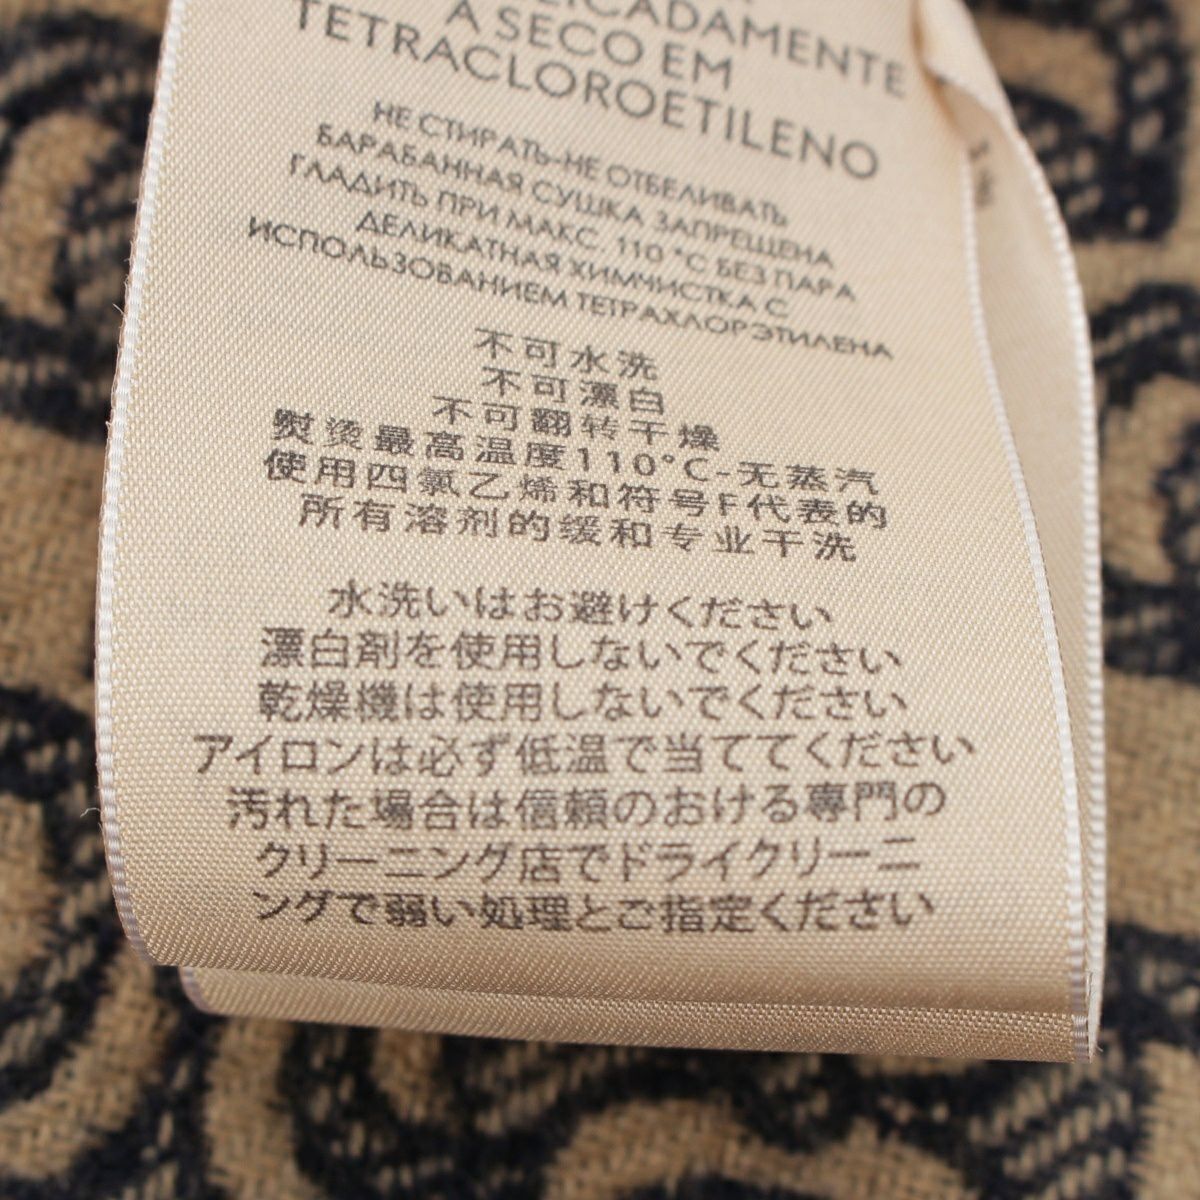 LICADAMENTE
A SECO EM
TETRACLOROETILENO
НЕ СТИРАТЬ-НЕ ОТБЕЛИВАТЬ
БАРАБАННАЯ СУШКА ЗАПРЕЩЕНА
ГЛАДИТЬ ПРИ МАКС. 110 °C БЕЗ ПАРА
ДЕЛИКАТНАЯ ХИМЧИСТКА С
ИСПОЛЬЗОВАНИЕМ ТЕТРАХЛОРЭТИЛЕНА
不可水洗
不可漂白
不可翻转干燥
熨烫最高温度110°C-无蒸汽
使用四氯乙烯和符号F代表的
所有溶剂的缓和专业干洗
水洗いはお避けください
漂白剤を使用しないでください
乾燥機は使用しないでください
アイロンは必ず低温で当ててください
汚れた場合は信頼のおける専門の
クリーニング店でドライクリーニ
ングで弱い処理とご指定ください